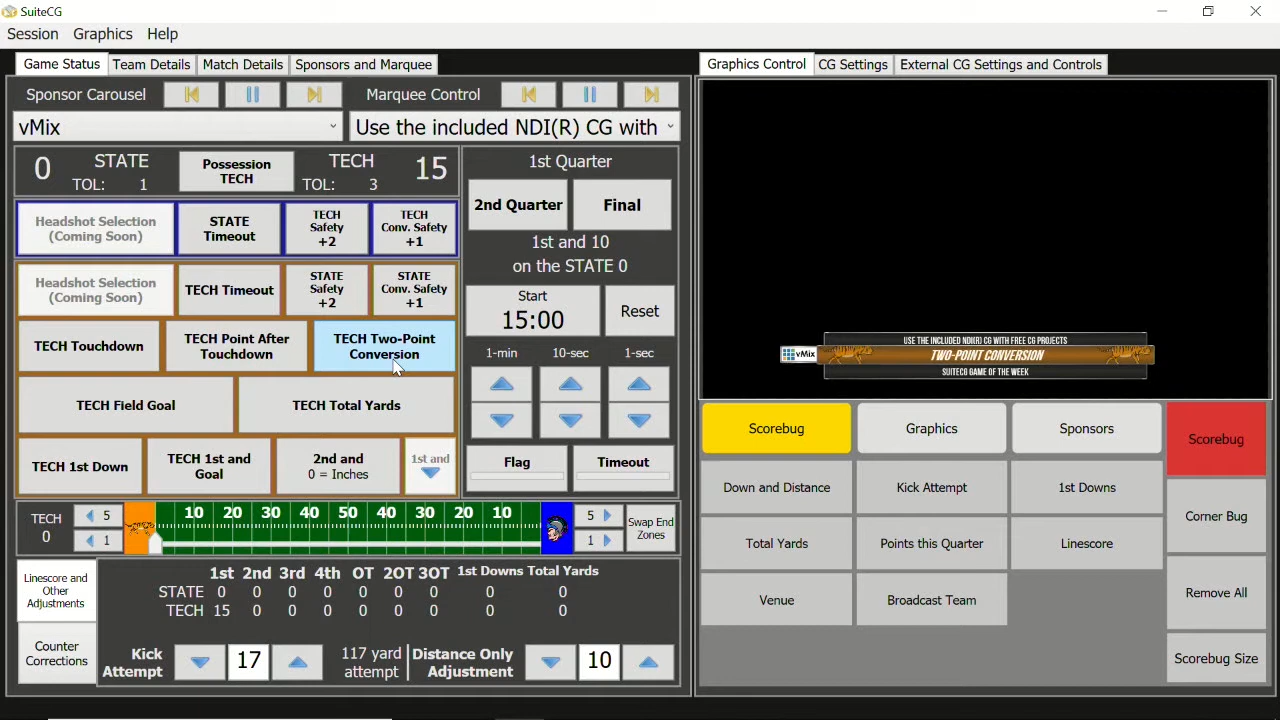 SuiteCG
Session Graphics Help
Game Status Team Details Match Details Sponsors and Marquee
Graphics Control CG Settings External CG Settings and Controls
Sponsor Carousel
Marquee Control
vMix
Use the included NDI(R) CG with
0 STATE TOL: 1
Possession
TECH
TECH TOL: 3 15
Headshot Selection
(Coming Soon)
STATE
Timeout
TECH
Safety
+2
TECH
Conv. Safety
+1
Headshot Selection
(Coming Soon)
TECH Timeout
STATE
Safety
+2
STATE
Conv. Safety
+1
TECH Touchdown
TECH Point After
Touchdown
TECH Two-Point
Conversion
TECH Field Goal
TECH Total Yards
TECH 1st Down
TECH 1st and
Goal
2nd and
0 = Inches
1st and
1st Quarter
2nd Quarter
Final
1st and 10
on the STATE 0
Start
15:00
Reset
1-min 10-sec 1-sec
Flag
Timeout
TECH
0
5
1
10 20 30 40 50 40 30 20 10
5
1
Swap End
Zones
Linescore and
Other
Adjustments
Counter
Corrections
1st 2nd 3rd 4th OT 2OT 3OT 1st Downs Total Yards
STATE 0 0 0 0 0 0 0 0 0
TECH 15 0 0 0 0 0 0 0 0
Kick
Attempt
17
117 yard
attempt
Distance Only
Adjustment
10
USE THE INCLUDED NDI(R) CG WITH FREE CG PROJECTS
vMix
TWO-POINT CONVERSION
SUITECG GAME OF THE WEEK
Scorebug
Graphics
Sponsors
Scorebug
Down and Distance
Kick Attempt
1st Downs
Corner Bug
Total Yards
Points this Quarter
Linescore
Venue
Broadcast Team
Remove All
Scorebug Size